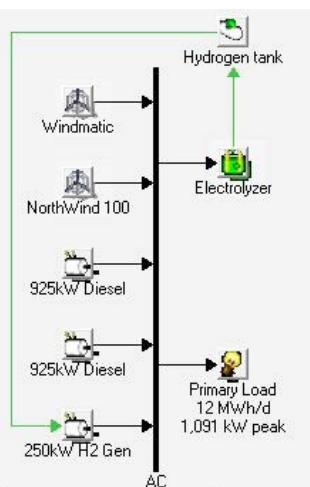 Hydrogen tank
Windmatic
Electrolyzer
NorthWind 100
925kW Diesel
925kW Diesel
Primary Load
12 MWh/d
1,091 kW peak
250kW H2 Gen
AC